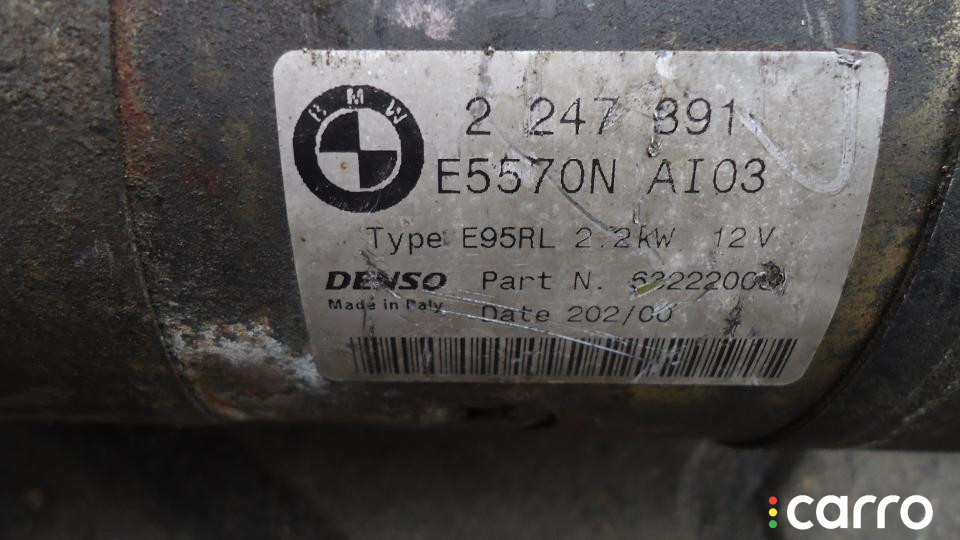 BMW
2 247 391
E5570N AI03
Type E95RL 2.2kW 12V
DENSO Part N.
Made in Italy Date 202/00
carro